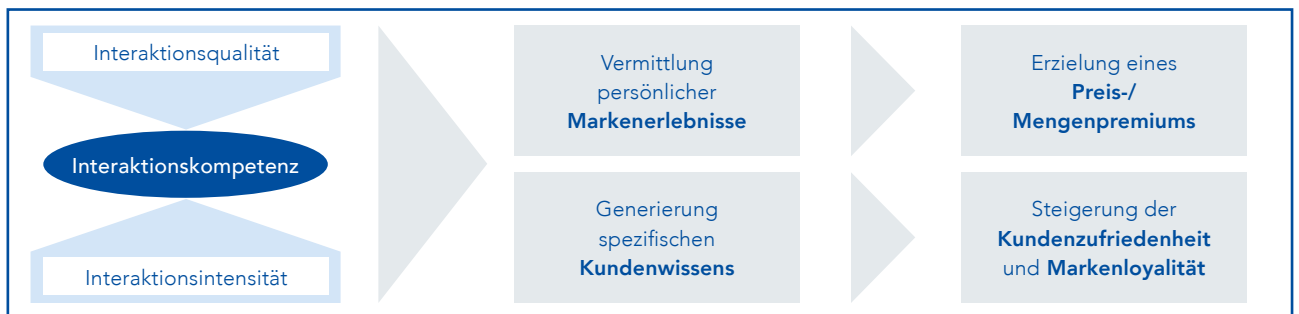 Interaktionsqualität
Interaktionskompetenz
Interaktionsintensität
Vermittlung
persönlicher
Markenerlebnisse
Generierung
spezifischen
Kundenwissens
Erzielung eines
Preis-/
Mengenpremiums
Steigerung der
Kundenzufriedenheit
und Markenloyalität